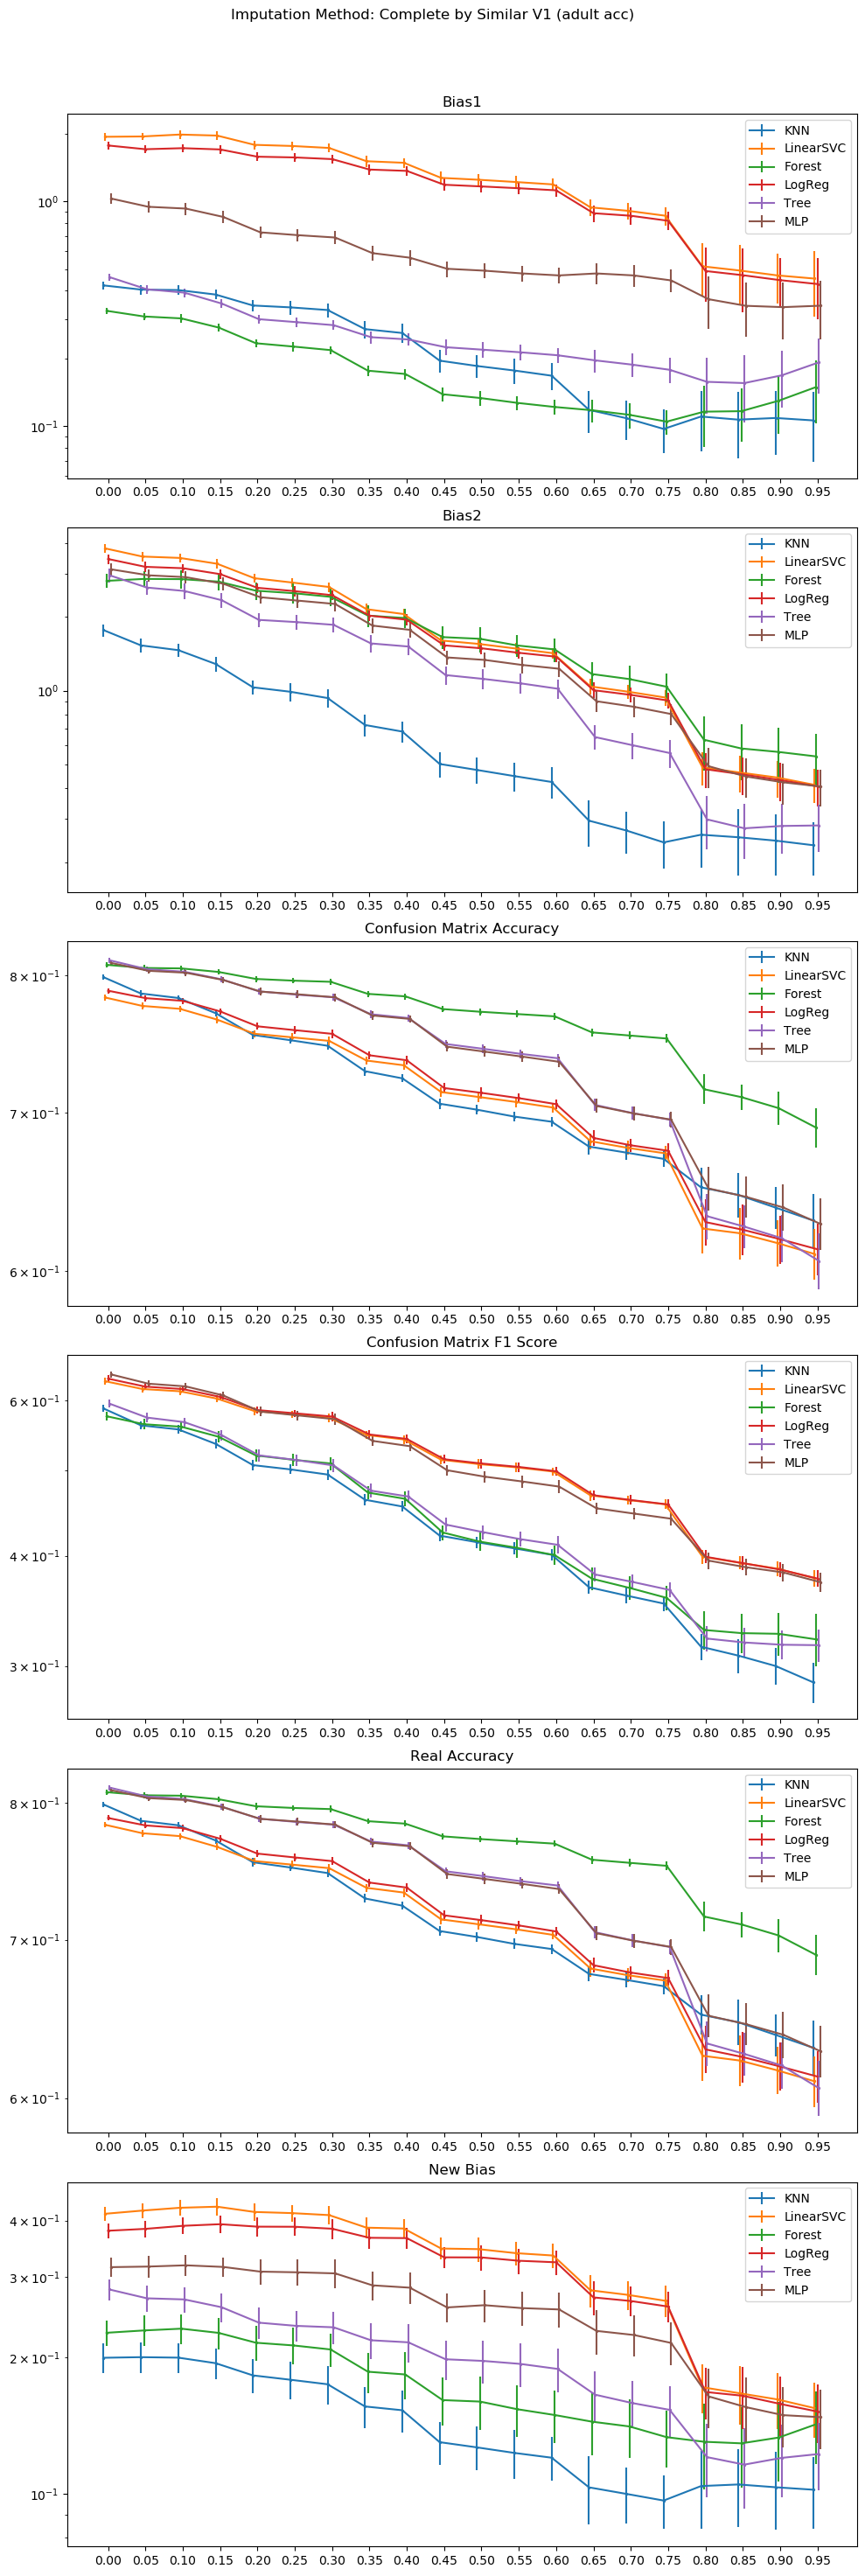 Imputation Method: Complete by Similar V1 (adult acc)
Bias1
KNN
LinearSVC
Forest
LogReg
Tree
MLP
10^0
10^-1
0.00 0.05 0.10 0.15 0.20 0.25 0.30 0.35 0.40 0.45 0.50 0.55 0.60 0.65 0.70 0.75 0.80 0.85 0.90 0.95
Bias2
KNN
LinearSVC
Forest
LogReg
Tree
MLP
10^0
0.00 0.05 0.10 0.15 0.20 0.25 0.30 0.35 0.40 0.45 0.50 0.55 0.60 0.65 0.70 0.75 0.80 0.85 0.90 0.95
Confusion Matrix Accuracy
KNN
LinearSVC
Forest
LogReg
Tree
MLP
8 × 10^-1
7 × 10^-1
6 × 10^-1
0.00 0.05 0.10 0.15 0.20 0.25 0.30 0.35 0.40 0.45 0.50 0.55 0.60 0.65 0.70 0.75 0.80 0.85 0.90 0.95
Confusion Matrix F1 Score
KNN
LinearSVC
Forest
LogReg
Tree
MLP
6 × 10^-1
4 × 10^-1
3 × 10^-1
0.00 0.05 0.10 0.15 0.20 0.25 0.30 0.35 0.40 0.45 0.50 0.55 0.60 0.65 0.70 0.75 0.80 0.85 0.90 0.95
Real Accuracy
KNN
LinearSVC
Forest
LogReg
Tree
MLP
8 × 10^-1
7 × 10^-1
6 × 10^-1
0.00 0.05 0.10 0.15 0.20 0.25 0.30 0.35 0.40 0.45 0.50 0.55 0.60 0.65 0.70 0.75 0.80 0.85 0.90 0.95
New Bias
KNN
LinearSVC
Forest
LogReg
Tree
MLP
4 × 10^-1
3 × 10^-1
2 × 10^-1
10^-1
0.00 0.05 0.10 0.15 0.20 0.25 0.30 0.35 0.40 0.45 0.50 0.55 0.60 0.65 0.70 0.75 0.80 0.85 0.90 0.95